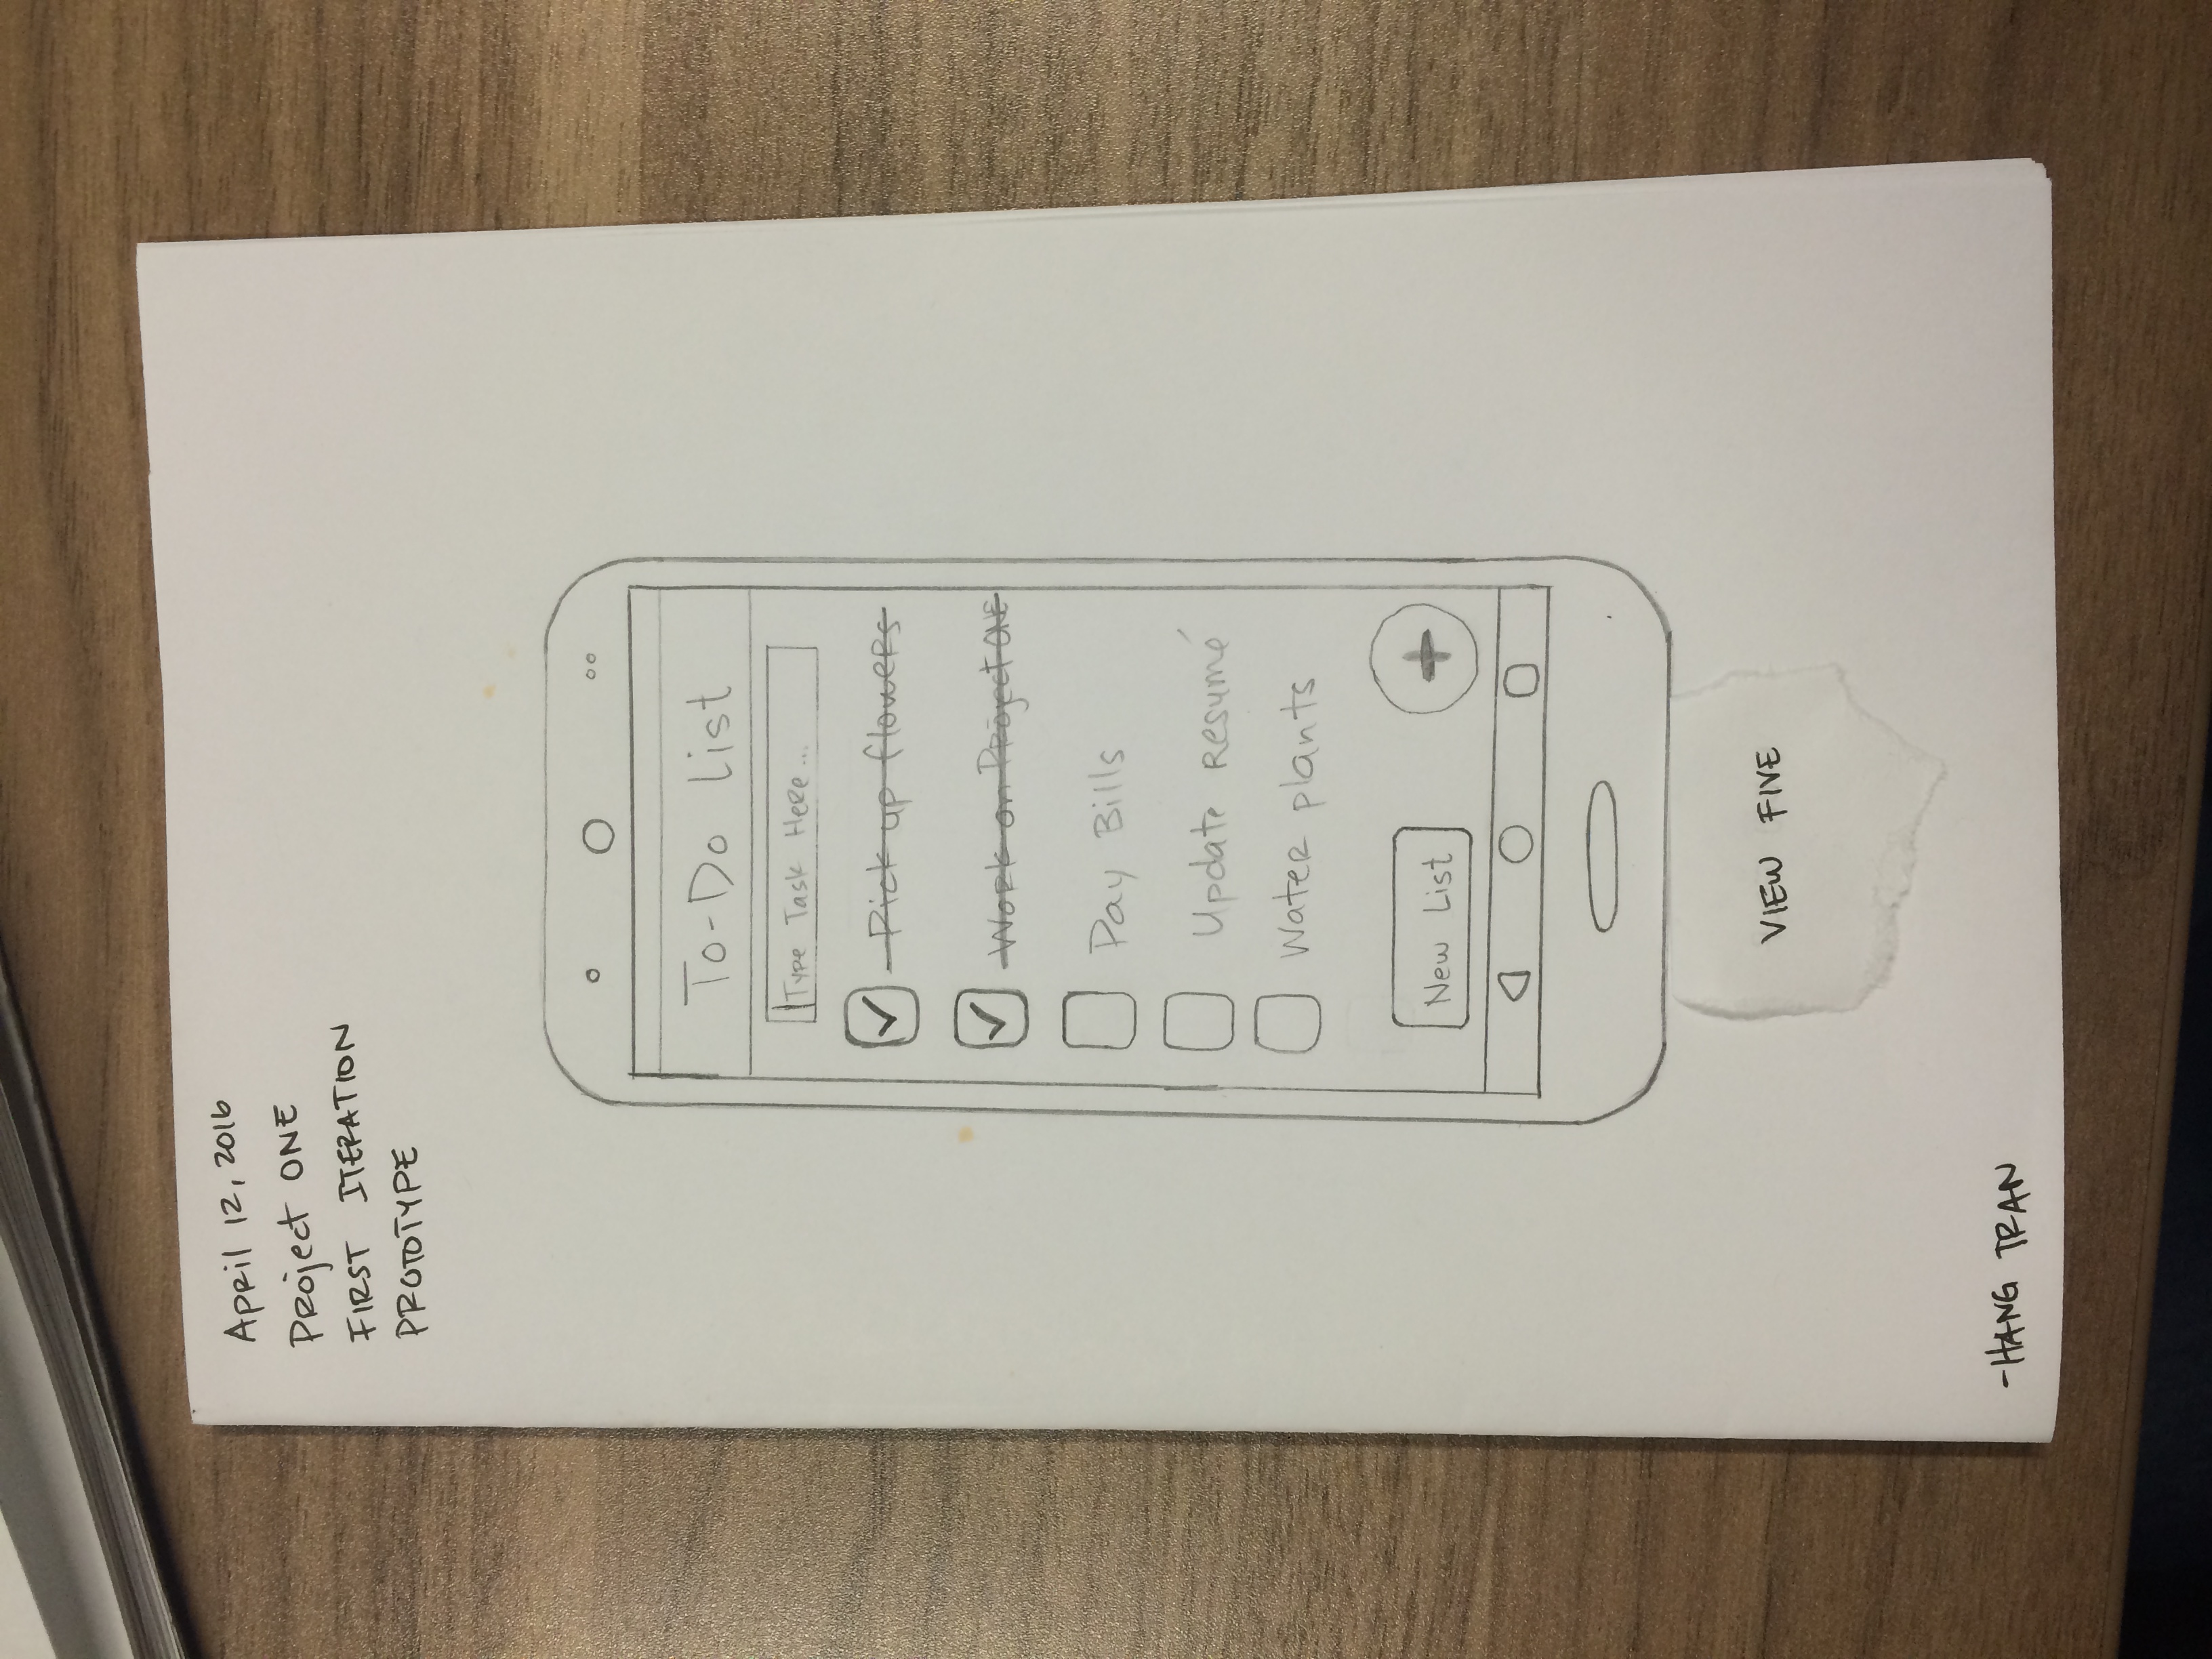 April 12, 2016
Project ONE
FIRST ITERATION
PROTOTYPE
To-Do list
Type Task Here...
Pick up flowers
Work on Project ONE
Pay Bills
Update resumé
Water plants
New List
+
VIEW FIVE
-HANG TRAN